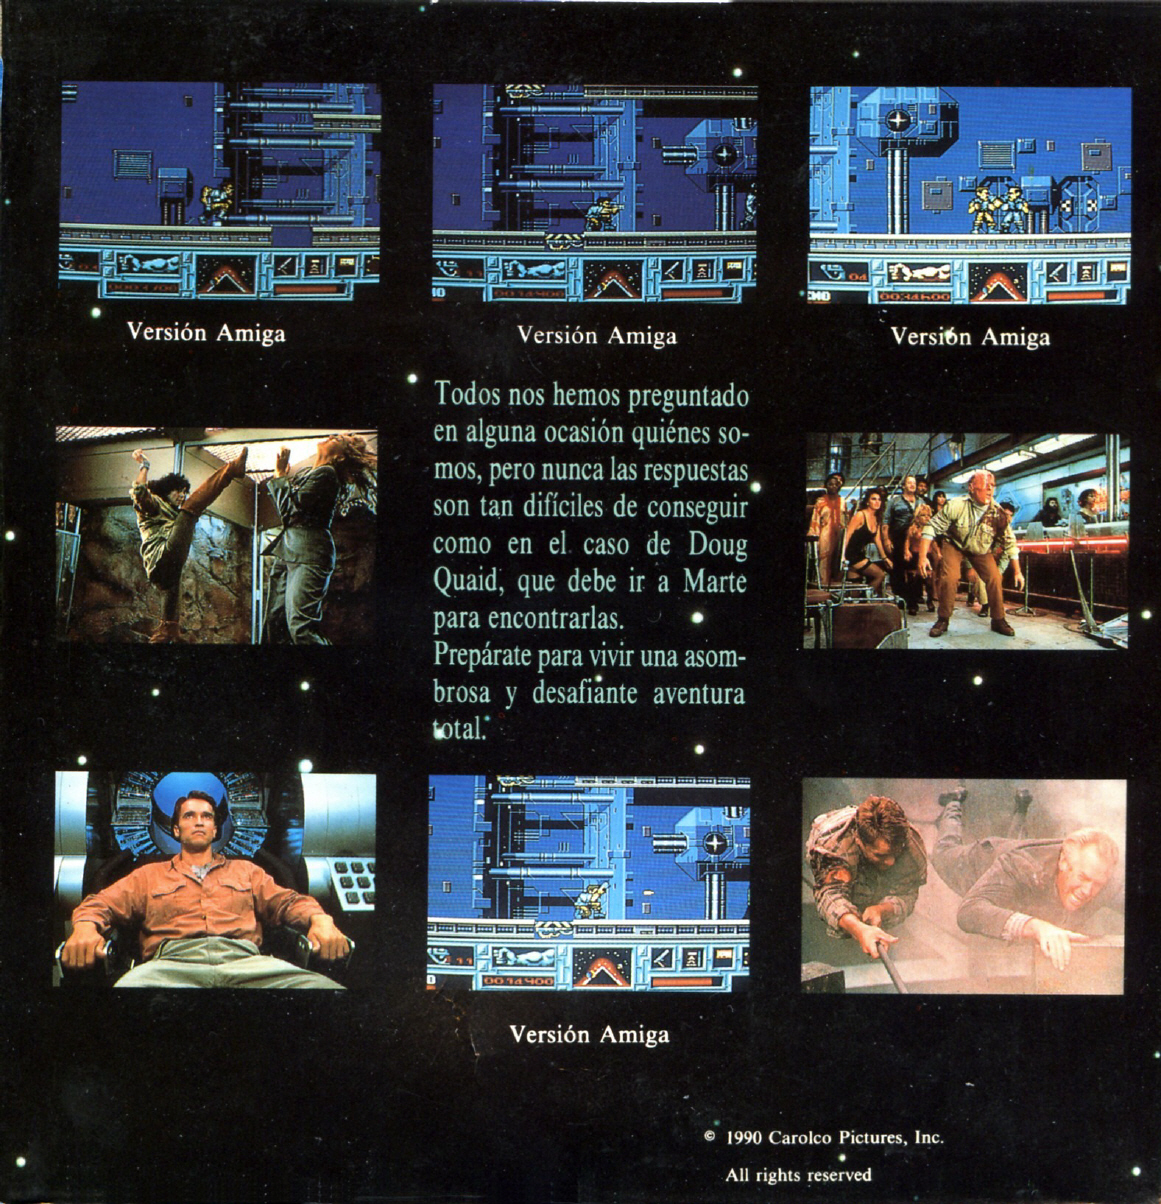 Versión Amiga
Versión Amiga
Versión Amiga
Todos nos hemos preguntado
en alguna ocasión quiénes so-
mos, pero nunca las respuestas
son tan difíciles de conseguir
como en el caso de Doug
Quaid, que debe ir a Marte
para encontrarlas.
Prepárate para vivir una asom-
brosa y desafiante aventura
total.
Versión Amiga
© 1990 Carolco Pictures, Inc.
All rights reserved